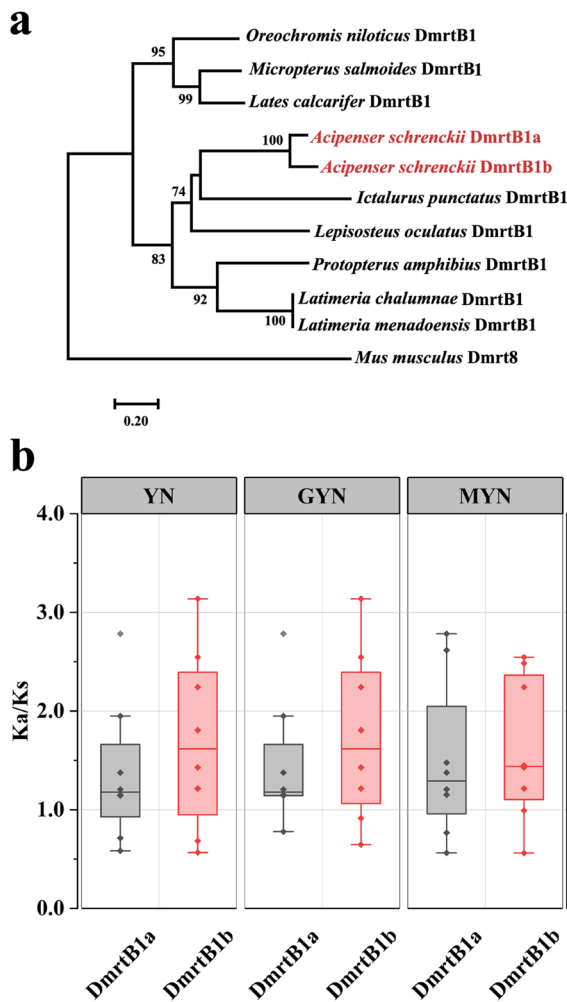 a
Oreochromis niloticus DmrtB1
95
Micropterus salmoides DmrtB1
99
Lates calcarifer DmrtB1
100
Acipenser schrenckii DmrtB1a
Acipenser schrenckii DmrtB1b
74
Ictalurus punctatus DmrtB1
Lepisosteus oculatus DmrtB1
83
Protopterus amphibius DmrtB1
92
Latimeria chalumnae DmrtB1
100
Latimeria menadoensis DmrtB1
Mus musculus Dmrt8
0.20
b
YN GYN MYN
4.0
3.0
2.0
1.0
0.0
Ka/Ks
DmrtB1a DmrtB1b DmrtB1a DmrtB1b DmrtB1a DmrtB1b